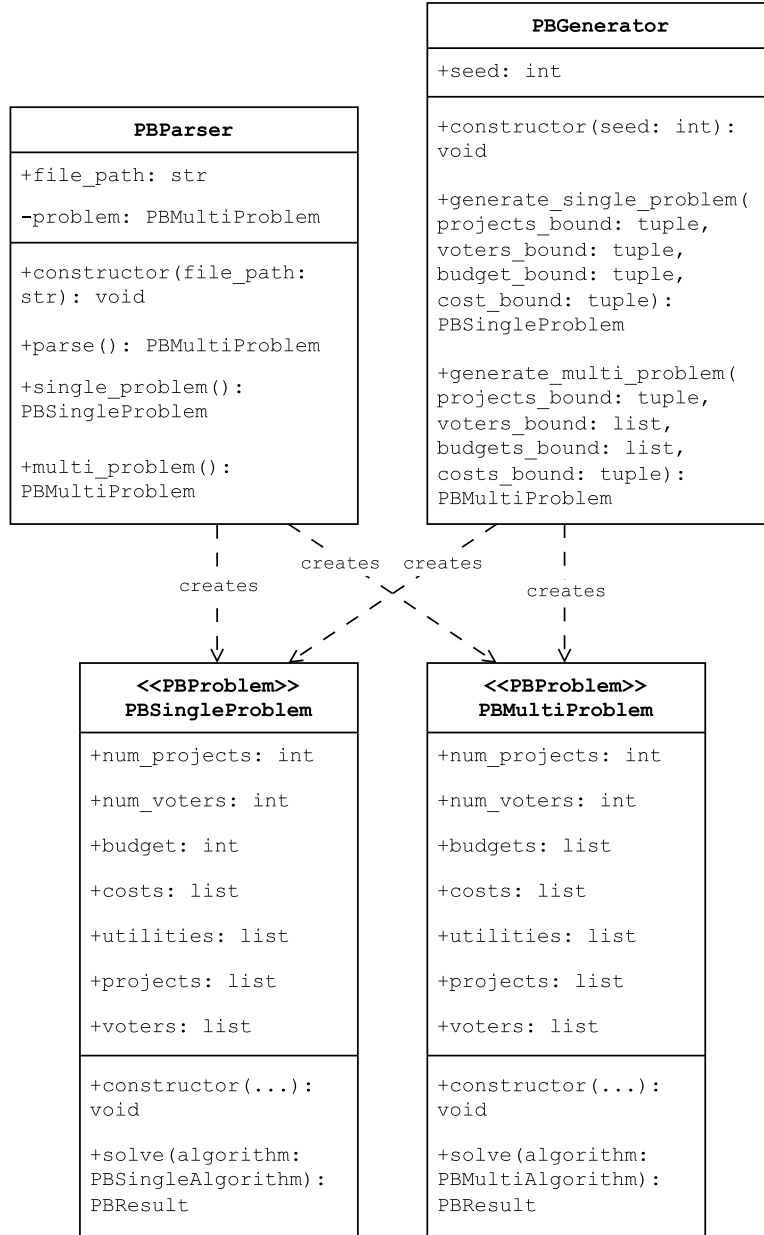 PBGenerator
+seed: int
+constructor(seed: int):
void
+generate_single_problem(
projects_bound: tuple,
voters_bound: tuple,
budget_bound: tuple,
cost_bound: tuple):
PBSingleProblem
+generate_multi_problem(
projects_bound: tuple,
voters_bound: list,
budgets_bound: list,
costs_bound: tuple):
PBMultiProblem
PBParser
+file_path: str
-problem: PBMultiProblem
+constructor(file_path:
str): void
+parse(): PBMultiProblem
+single_problem():
PBSingleProblem
+multi_problem():
PBMultiProblem
creates
creates
creates
creates
<<PBProblem>>
PBSingleProblem
+num_projects: int
+num_voters: int
+budget: int
+costs: list
+utilities: list
+projects: list
+voters: list
+constructor(...):
void
+solve(algorithm:
PBSingleAlgorithm):
PBResult
<<PBProblem>>
PBMultiProblem
+num_projects: int
+num_voters: int
+budgets: list
+costs: list
+utilities: list
+projects: list
+voters: list
+constructor(...):
void
+solve(algorithm:
PBMultiAlgorithm):
PBResult